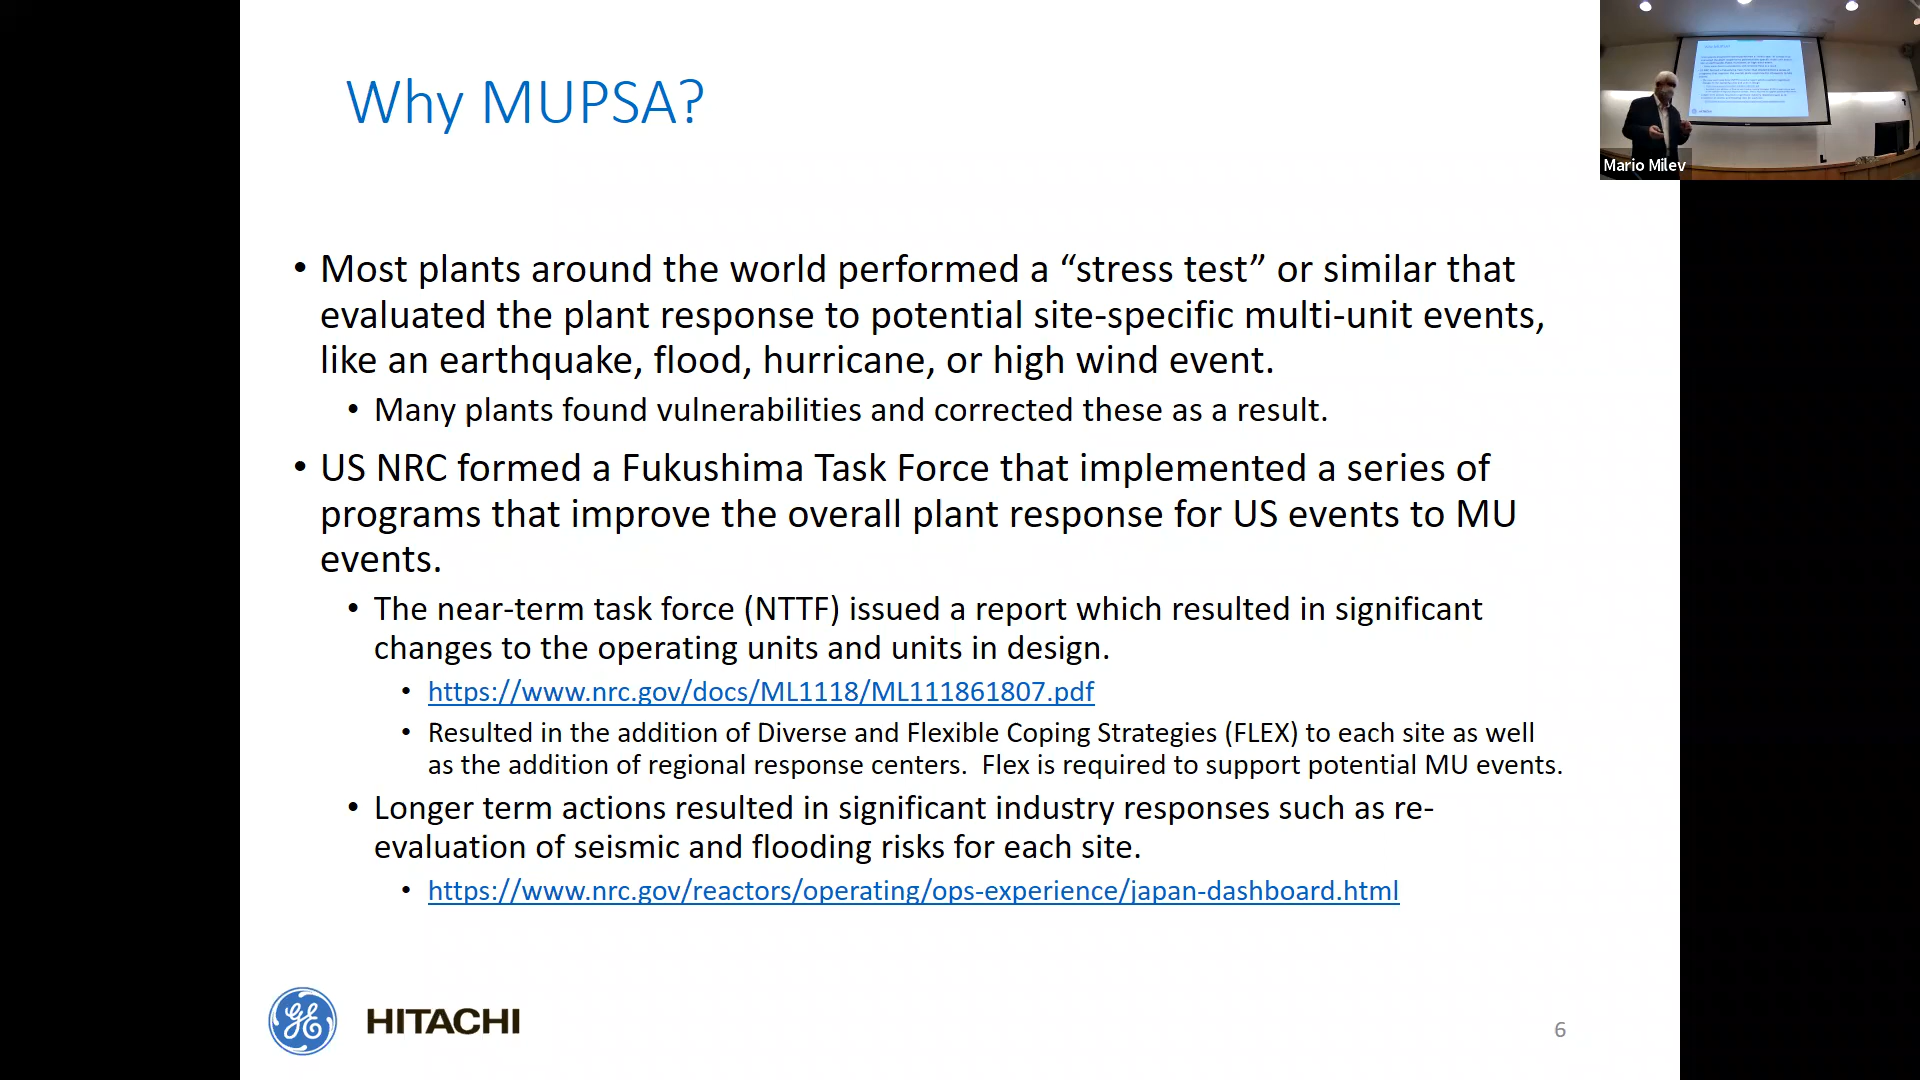 Why MUPSA?
Mario Milev
• Most plants around the world performed a “stress test” or similar that
evaluated the plant response to potential site-specific multi-unit events,
like an earthquake, flood, hurricane, or high wind event.
• Many plants found vulnerabilities and corrected these as a result.
• US NRC formed a Fukushima Task Force that implemented a series of
programs that improve the overall plant response for US events to MU
events.
• The near-term task force (NTTF) issued a report which resulted in significant
changes to the operating units and units in design.
• https://www.nrc.gov/docs/ML1118/ML111861807.pdf
• Resulted in the addition of Diverse and Flexible Coping Strategies (FLEX) to each site as well
as the addition of regional response centers.  Flex is required to support potential MU events.
• Longer term actions resulted in significant industry responses such as re-
evaluation of seismic and flooding risks for each site.
• https://www.nrc.gov/reactors/operating/ops-experience/japan-dashboard.html
GE HITACHI
6